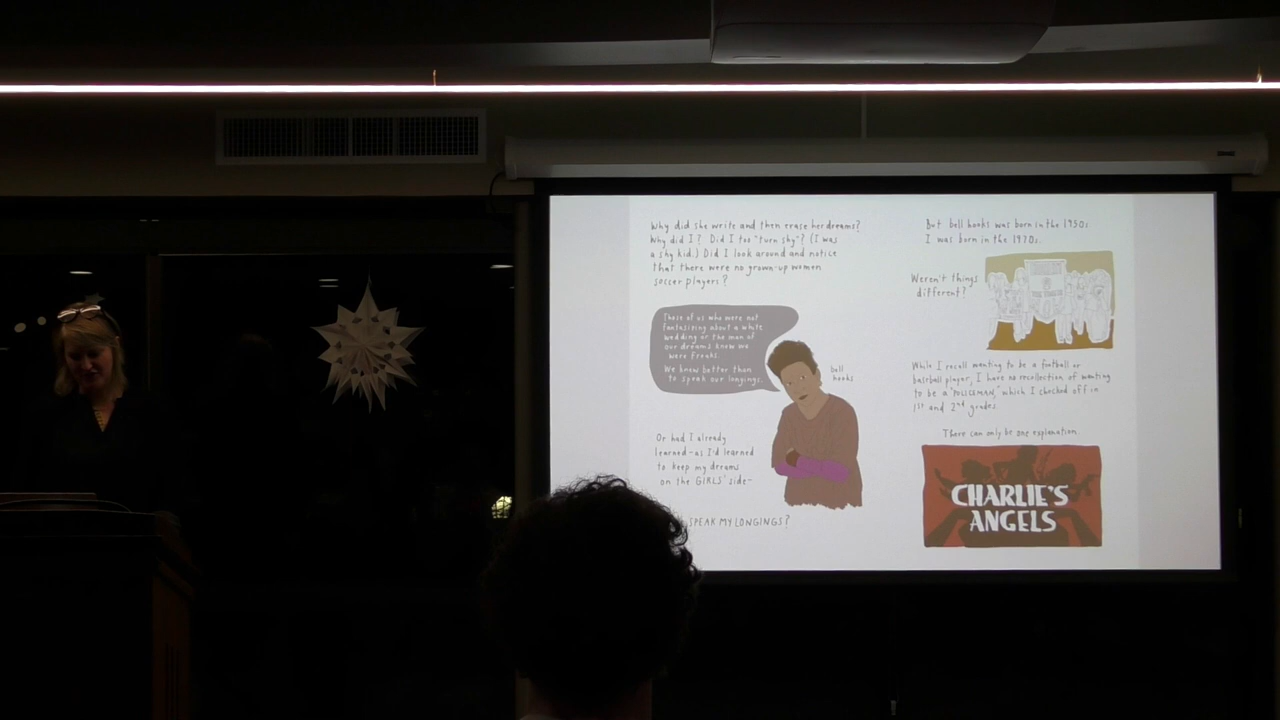 Why did she write and then erase her dreams?
Why did I? Did I too "turn shy"? (I was
a shy kid.) Did I look around and notice
that there were no grown-up women
soccer players?
Those of us who were not
fantasizing about a white
wedding or the man of
our dreams knew we
were freaks.
We knew better than
to speak our longings.
bell
hooks
Or had I already
learned-as I'd learned
to keep my dreams
on the GIRLS' side-
SPEAK MY LONGINGS?
But bell hooks was born in the 1950s
I was born in the 1970s.
Weren't things
different?
While I recall wanting to be a football or
baseball player, I have no recollection of wanting
to be a "POLICEMAN," which I checked off in
1st and 2nd grades.
There can only be one explanation.
CHARLIE'S
ANGELS